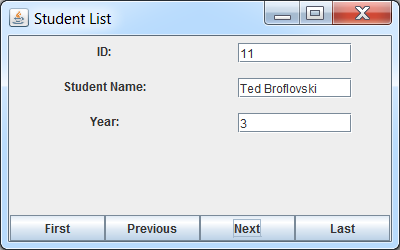 Student List
ID: 11
Student Name: Ted Broflovski
Year: 3
First Previous Next Last